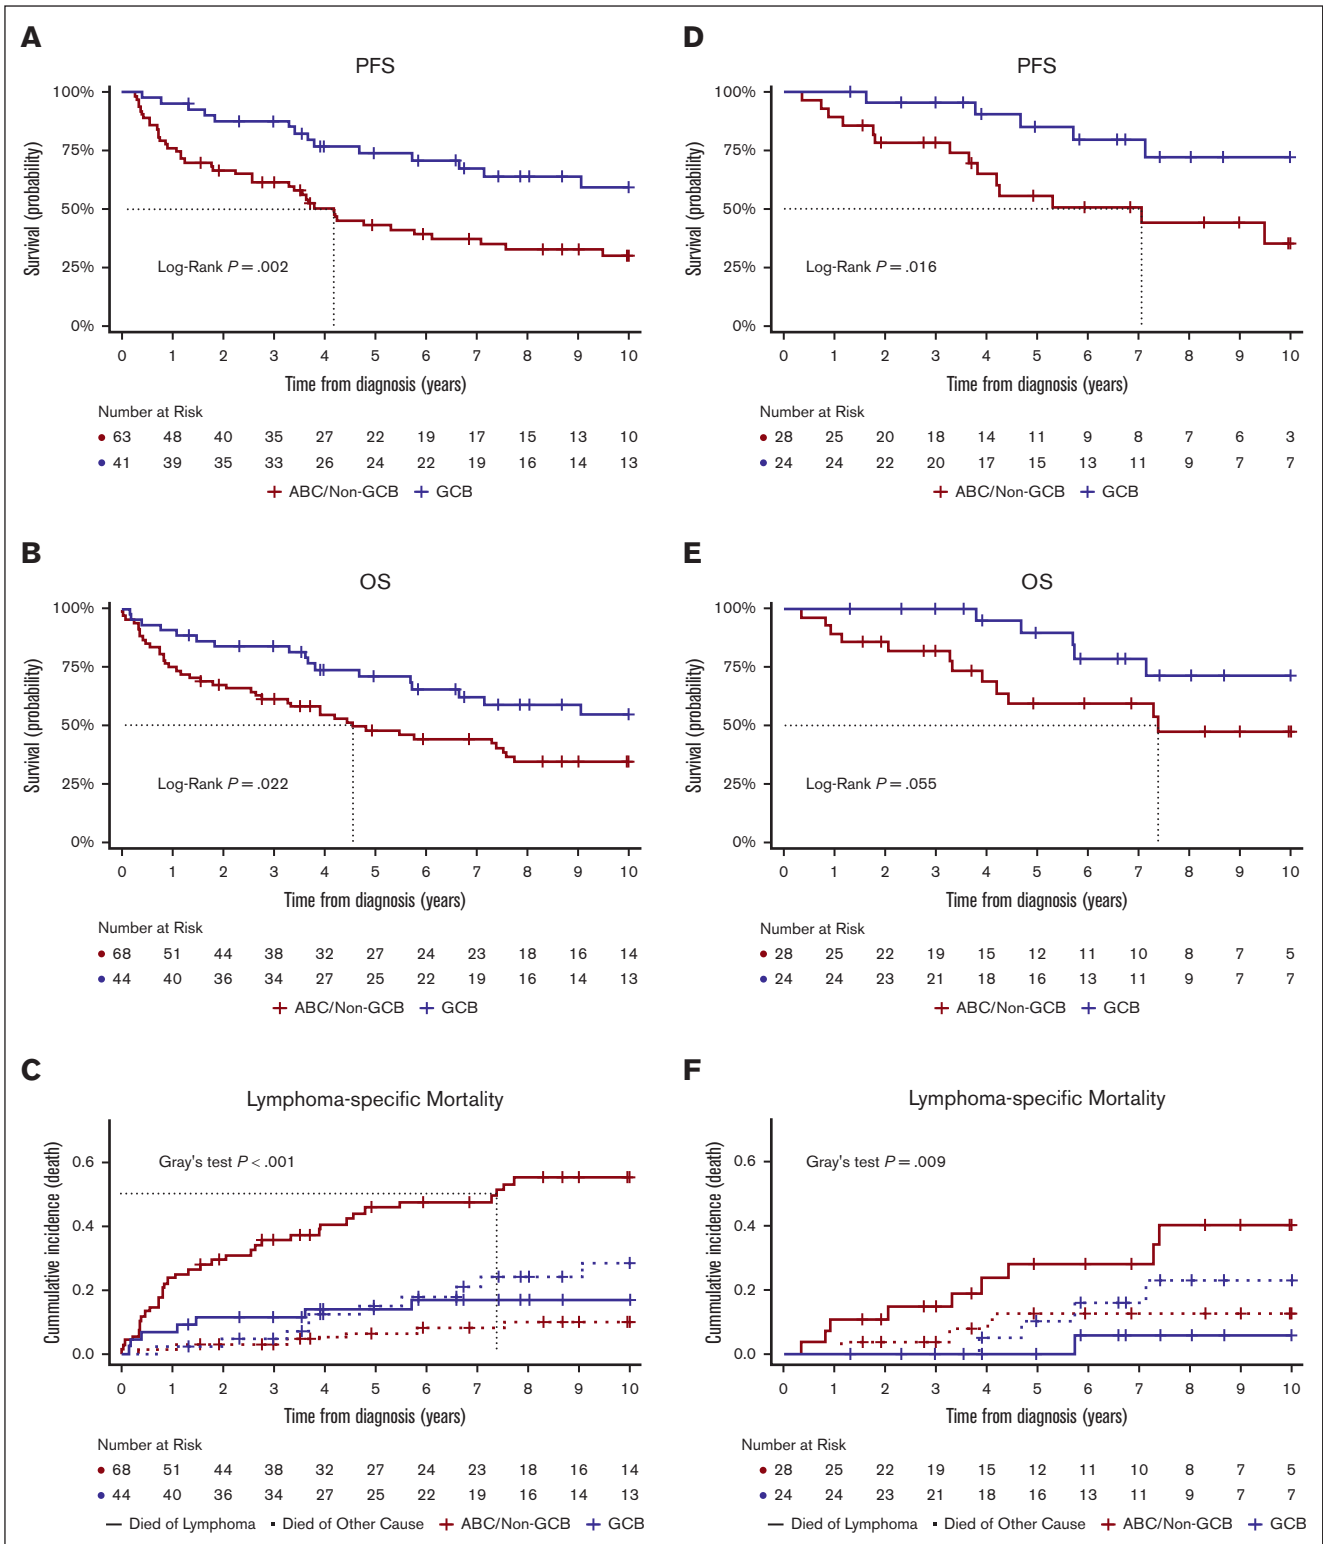 A
PFS
Survival (probability)
100%
75%
50%
25%
0%
Log-Rank P = .002
0 1 2 3 4 5 6 7 8 9 10
Time from diagnosis (years)
Number at Risk
63 48 40 35 27 22 19 17 15 13 10
41 39 35 33 26 24 22 19 16 14 13
ABC/Non-GCB GCB
D
PFS
Survival (probability)
100%
75%
50%
25%
0%
Log-Rank P = .016
0 1 2 3 4 5 6 7 8 9 10
Time from diagnosis (years)
Number at Risk
28 25 20 18 14 11 9 8 7 6 3
24 24 22 20 17 15 13 11 9 7 7
ABC/Non-GCB GCB
B
OS
Survival (probability)
100%
75%
50%
25%
0%
Log-Rank P = .022
0 1 2 3 4 5 6 7 8 9 10
Time from diagnosis (years)
Number at Risk
68 51 44 38 32 27 24 23 18 16 14
44 40 36 34 27 25 22 19 16 14 13
ABC/Non-GCB GCB
E
OS
Survival (probability)
100%
75%
50%
25%
0%
Log-Rank P = .055
0 1 2 3 4 5 6 7 8 9 10
Time from diagnosis (years)
Number at Risk
28 25 22 19 15 12 11 10 8 7 5
24 24 23 21 18 16 13 11 9 7 7
ABC/Non-GCB GCB
C
Lymphoma-specific Mortality
Cummulative incidence (death)
0.6
0.4
0.2
0.0
Gray's test P < .001
0 1 2 3 4 5 6 7 8 9 10
Time from diagnosis (years)
Number at Risk
68 51 44 38 32 27 24 23 18 16 14
44 40 36 34 27 25 22 19 16 14 13
Died of Lymphoma Died of Other Cause ABC/Non-GCB GCB
F
Lymphoma-specific Mortality
Cummulative incidence (death)
0.6
0.4
0.2
0.0
Gray's test P = .009
0 1 2 3 4 5 6 7 8 9 10
Time from diagnosis (years)
Number at Risk
28 25 22 19 15 12 11 10 8 7 5
24 24 23 21 18 16 13 11 9 7 7
Died of Lymphoma Died of Other Cause ABC/Non-GCB GCB